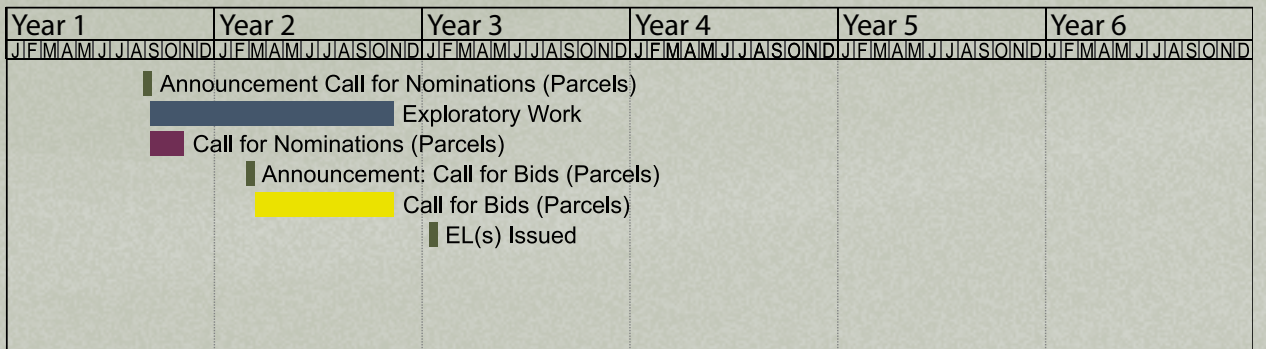 Year 1 Year 2 Year 3 Year 4 Year 5 Year 6
J F M A M J J A S O N D J F M A M J J A S O N D J F M A M J J A S O N D J F M A M J J A S O N D J F M A M J J A S O N D J F M A M J J A S O N D
Announcement Call for Nominations (Parcels)
Exploratory Work
Call for Nominations (Parcels)
Announcement: Call for Bids (Parcels)
Call for Bids (Parcels)
EL(s) Issued